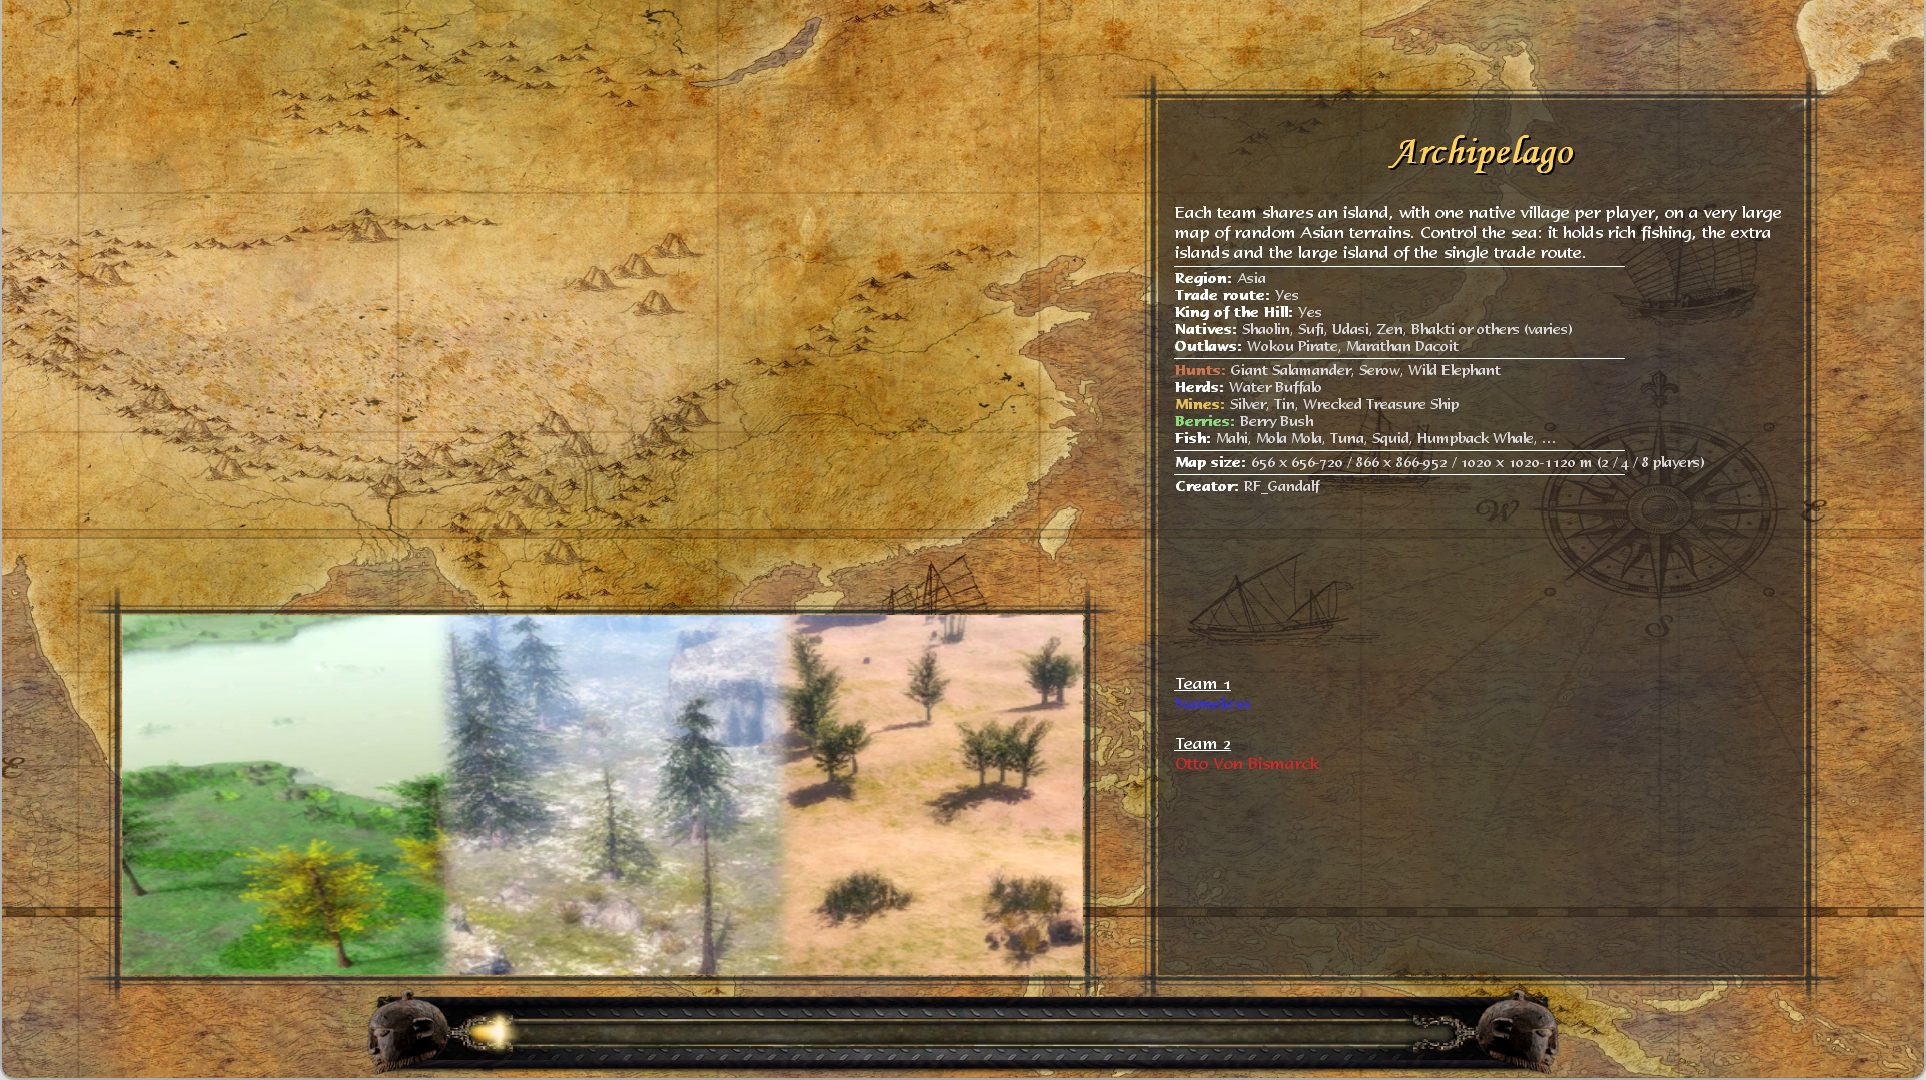 Archipelago
Each team shares an island, with one native village per player, on a very large
map of random Asian terrains. Control the sea: it holds rich fishing, the extra
islands and the large island of the single trade route.
Region: Asia
Trade route: Yes
King of the Hill: Yes
Natives: Shaolin, Sufi, Udasi, Zen, Bhakti or others (varies)
Outlaws: Wokou Pirate, Marathan Dacoit
Hunts: Giant Salamander, Serow, Wild Elephant
Herds: Water Buffalo
Mines: Silver, Tin, Wrecked Treasure Ship
Berries: Berry Bush
Fish: Mahi, Mola Mola, Tuna, Squid, Humpback Whale, ...
Map size: 656 x 656-720 / 866 x 866-952 / 1020 x 1020-1120 m (2 / 4 / 8 players)
Creator: RF_Gandalf
W
E
S
E
Team 1
Nameless
Team 2
Otto Von Bismarck